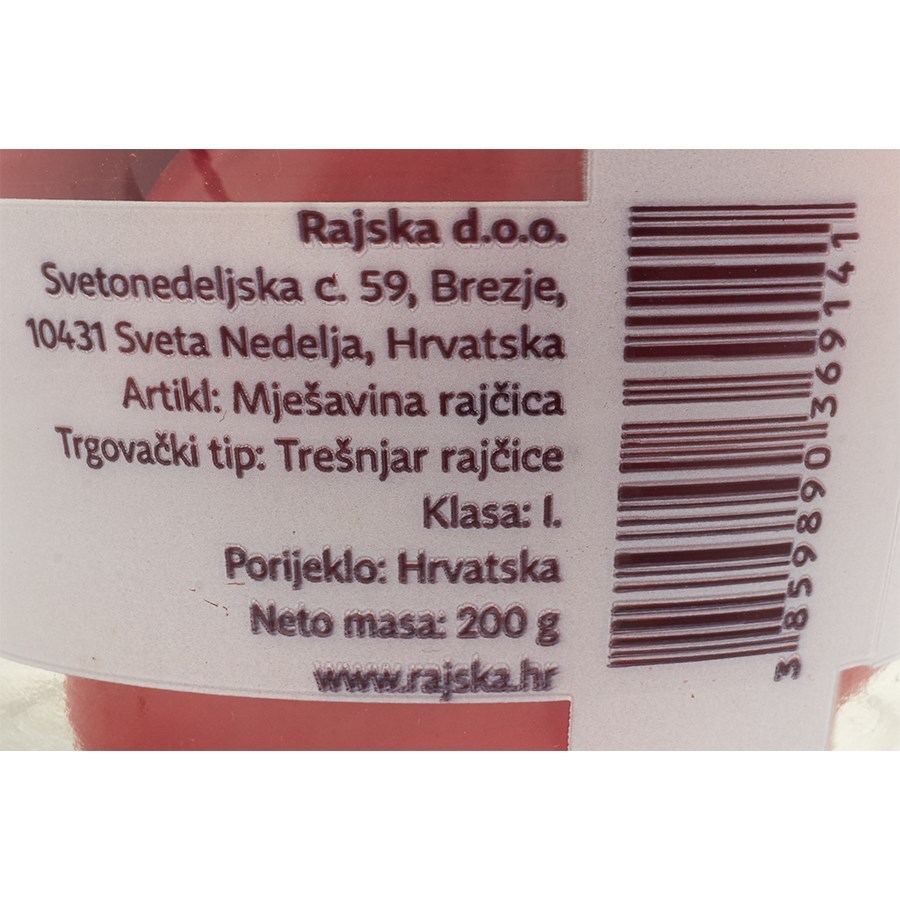 Rajska d.o.o.
Svetonedeljska c. 59, Brezje,
10431 Sveta Nedelja, Hrvatska
Artikl: Mješavina rajčica
Trgovački tip: Trešnjar rajčice
Klasa: I.
Porijeklo: Hrvatska
Neto masa: 200 g
www.rajska.hr
3859890369141